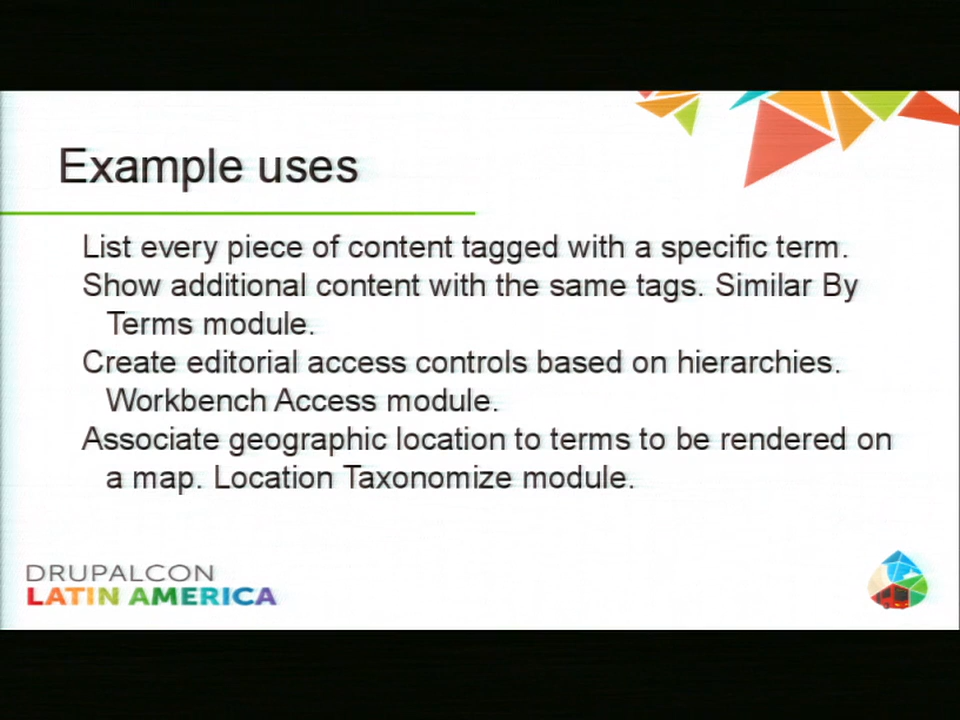 Example uses
List every piece of content tagged with a specific term.
Show additional content with the same tags. Similar By
Terms module.
Create editorial access controls based on hierarchies.
Workbench Access module.
Associate geographic location to terms to be rendered on
a map. Location Taxonomize module.
DRUPALCON
LATIN AMERICA